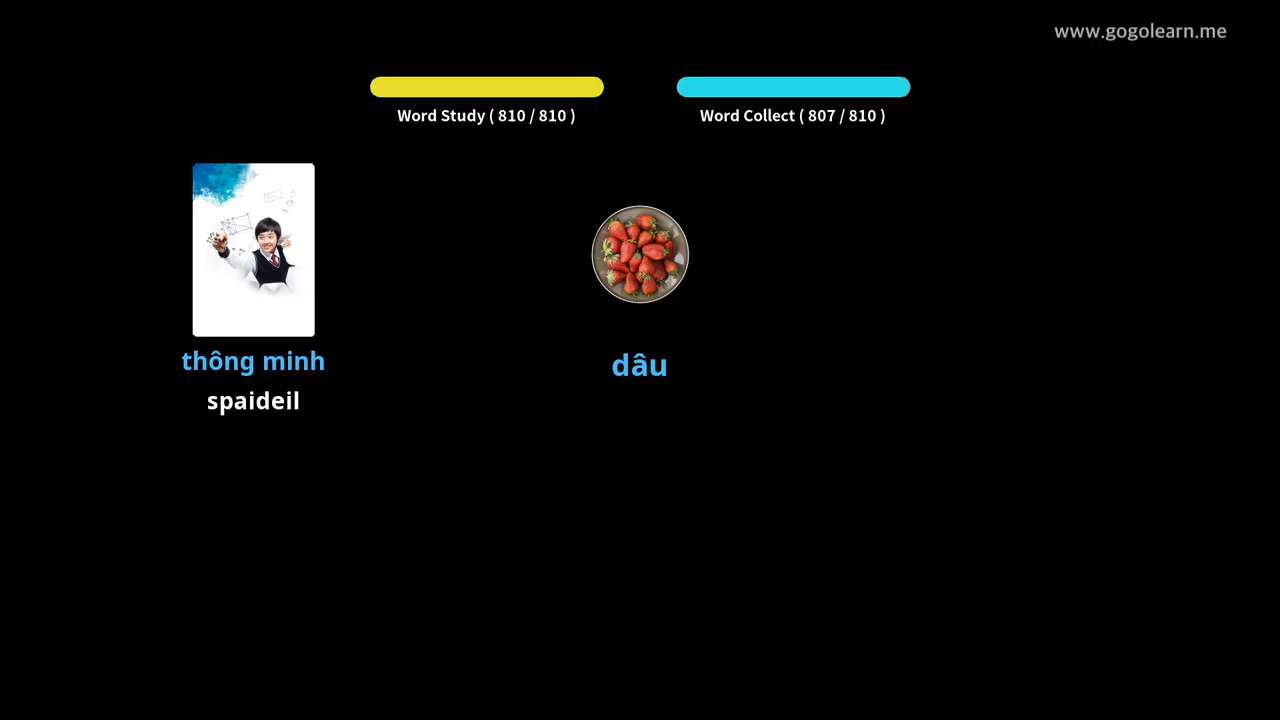 www.gogolearn.me
Word Study ( 810 / 810 )
Word Collect ( 807 / 810 )
thông minh
spaideil
dâu